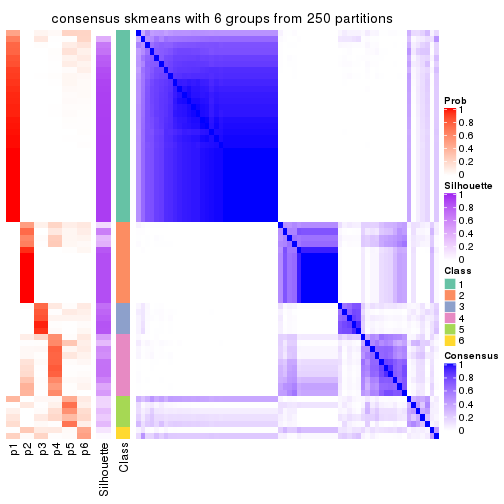 consensus skmeans with 6 groups from 250 partitions
Prob
1
0.8
0.6
0.4
0.2
0
Silhouette
1
0.8
0.6
0.4
0.2
0
Class
1
2
3
4
5
6
Consensus
1
0.8
0.6
0.4
0.2
0
p1
p2
p3
p4
p5
p6
Silhouette
Class